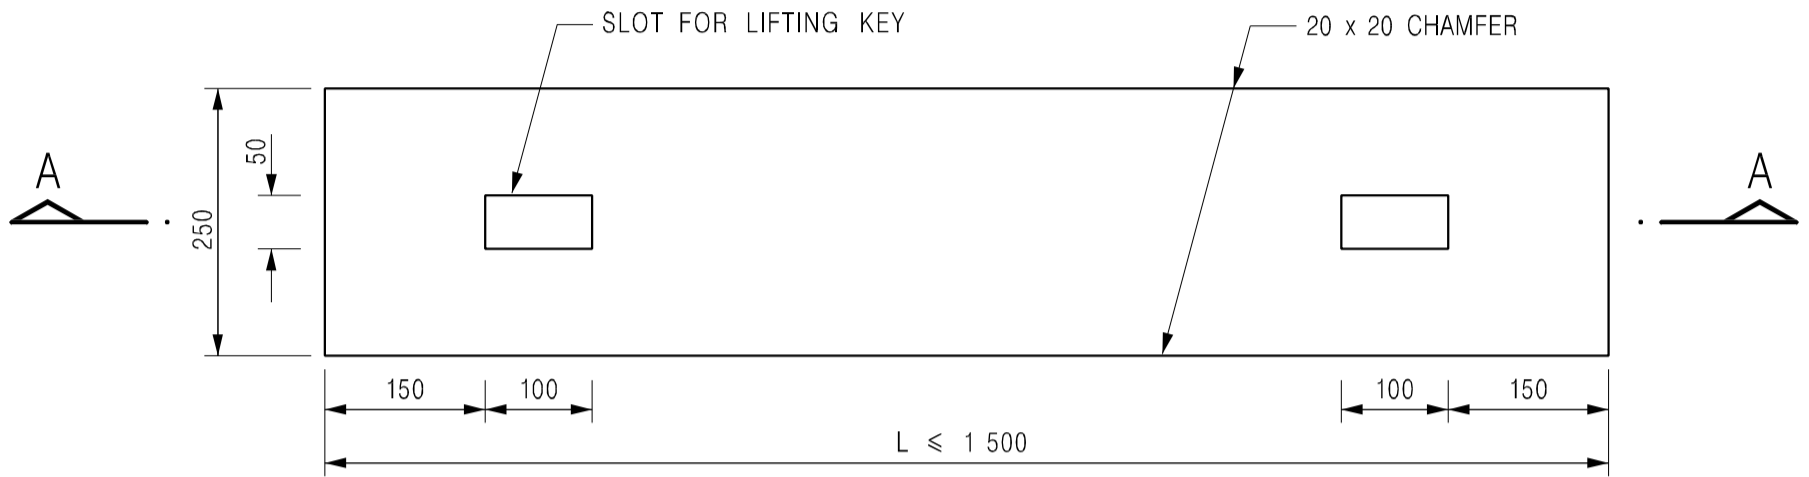 SLOT FOR LIFTING KEY
20 x 20 CHAMFER
A
A
50
250
150
100
100
150
L ≤ 1 500